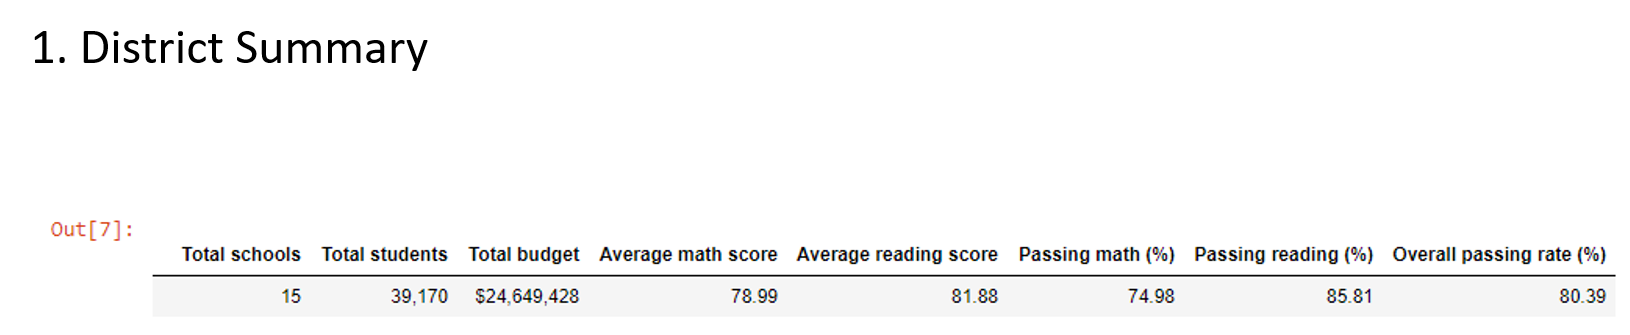 1. District Summary
Out[7]:
Total schools Total students Total budget Average math score Average reading score Passing math (%) Passing reading (%) Overall passing rate (%)
15 39,170 $24,649,428 78.99 81.88 74.98 85.81 80.39